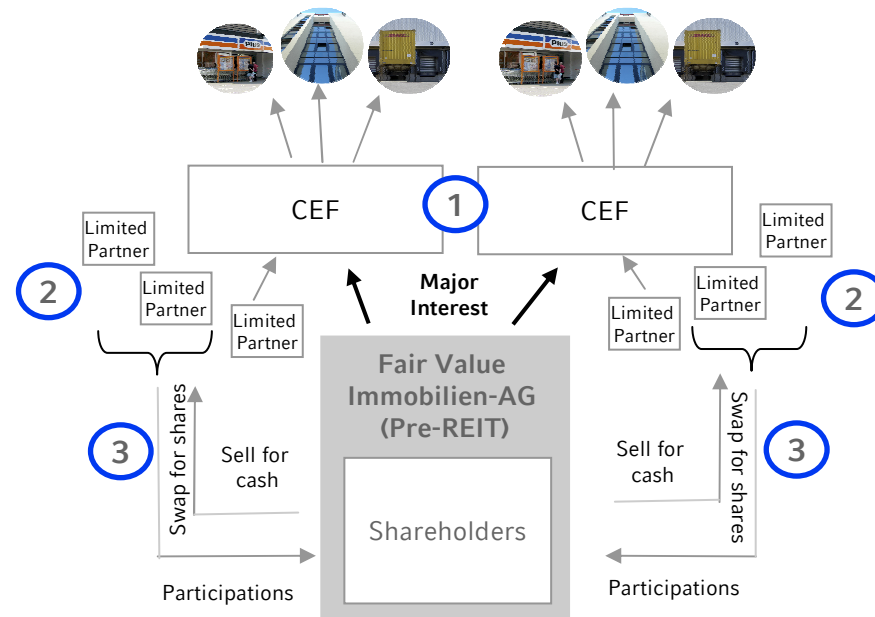 Plus
Plus
CEF
1
CEF
Limited
Partner
Limited
Partner
2
Limited
Partner
Limited
Partner
Major
Interest
Limited
Partner
Limited
Partner
2
Fair Value
Immobilien-AG
(Pre-REIT)
3
Swap for shares
Sell for
cash
Shareholders
Sell for
cash
Swap for shares
3
Participations
Participations